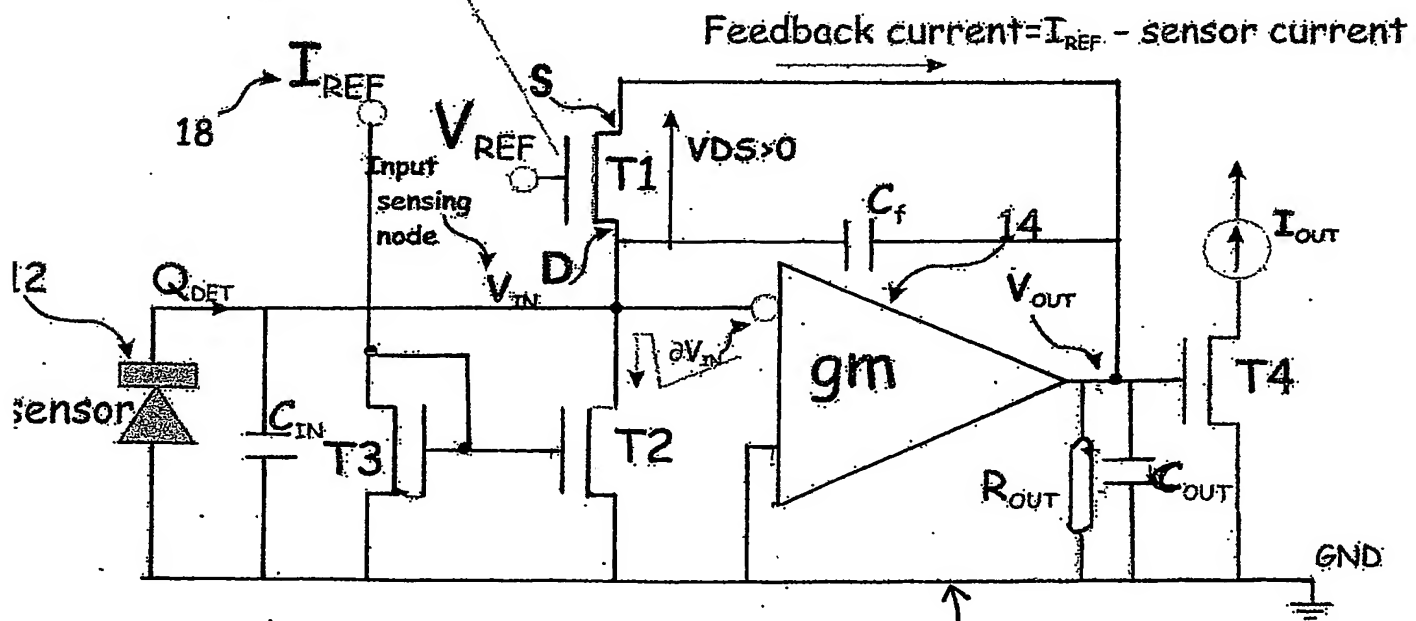 Feedback current=I_REF - sensor current
I_REF
18
S
V_REF
T1
VDS>0
Input
sensing
node
C_f
14
I_OUT
12
Q_DET
V_IN
D
V_OUT
∂V_IN
gm
T4
sensor
C_IN
T3
T2
R_OUT
C_OUT
GND